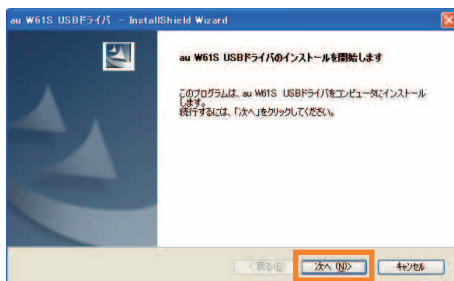 au W61S USBドライバ - InstallShield Wizard
au W61S USBドライバのインストールを開始します
このプログラムは、au W61S USBドライバをコンピュータにインストール
します。
続行するには、「次へ」をクリックしてください。
< 戻る(B)
次へ (N)>
キャンセル